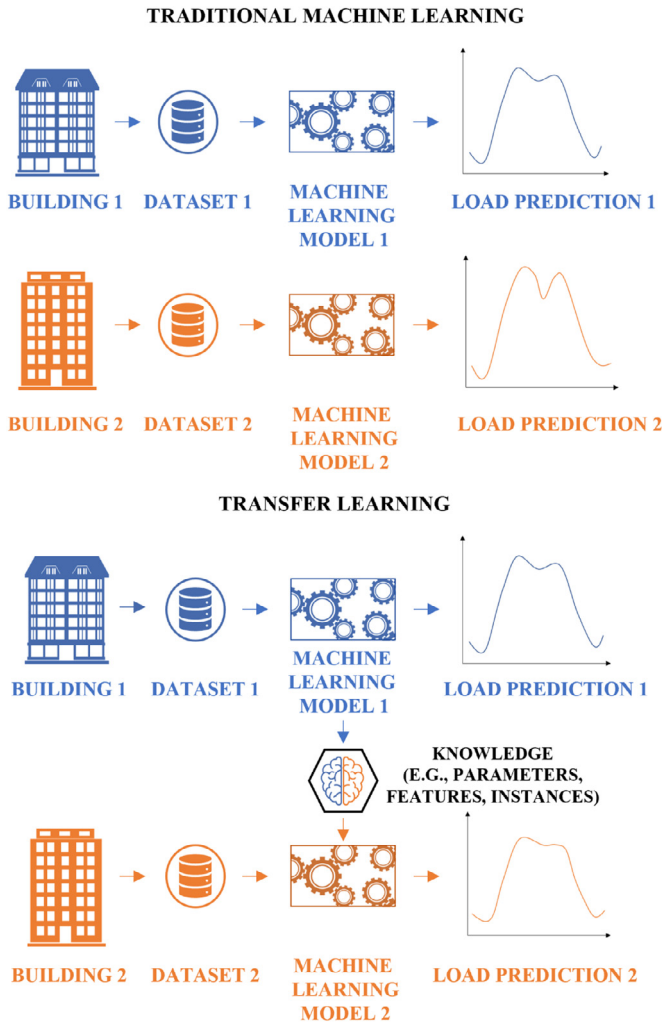 TRADITIONAL MACHINE LEARNING
BUILDING 1
DATASET 1
MACHINE
LEARNING
MODEL 1
LOAD PREDICTION 1
BUILDING 2
DATASET 2
MACHINE
LEARNING
MODEL 2
LOAD PREDICTION 2
TRANSFER LEARNING
BUILDING 1
DATASET 1
MACHINE
LEARNING
MODEL 1
LOAD PREDICTION 1
KNOWLEDGE
(E.G., PARAMETERS,
FEATURES, INSTANCES)
BUILDING 2
DATASET 2
MACHINE
LEARNING
MODEL 2
LOAD PREDICTION 2